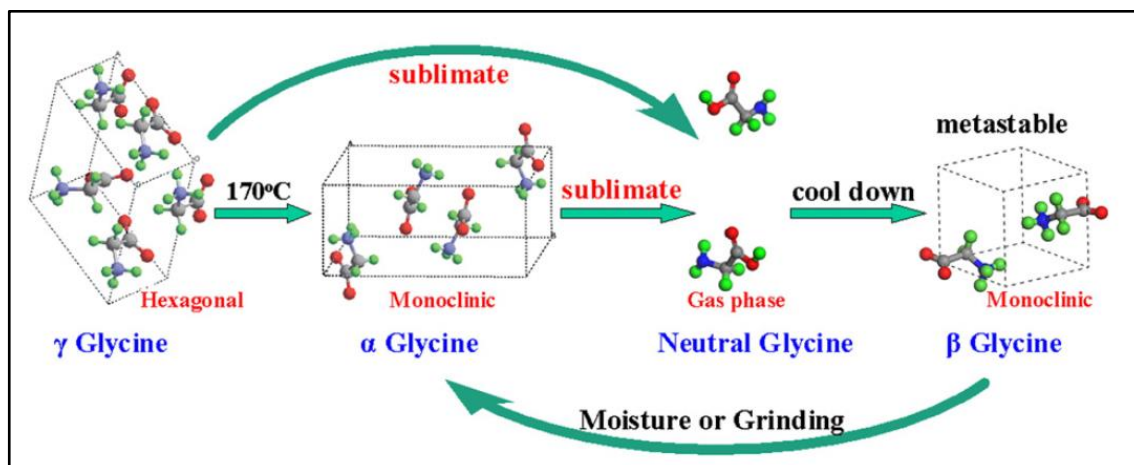 sublimate
metastable
170°C
sublimate
cool down
Hexagonal
Monoclinic
Gas phase
Monoclinic
γ Glycine
α Glycine
Neutral Glycine
β Glycine
Moisture or Grinding